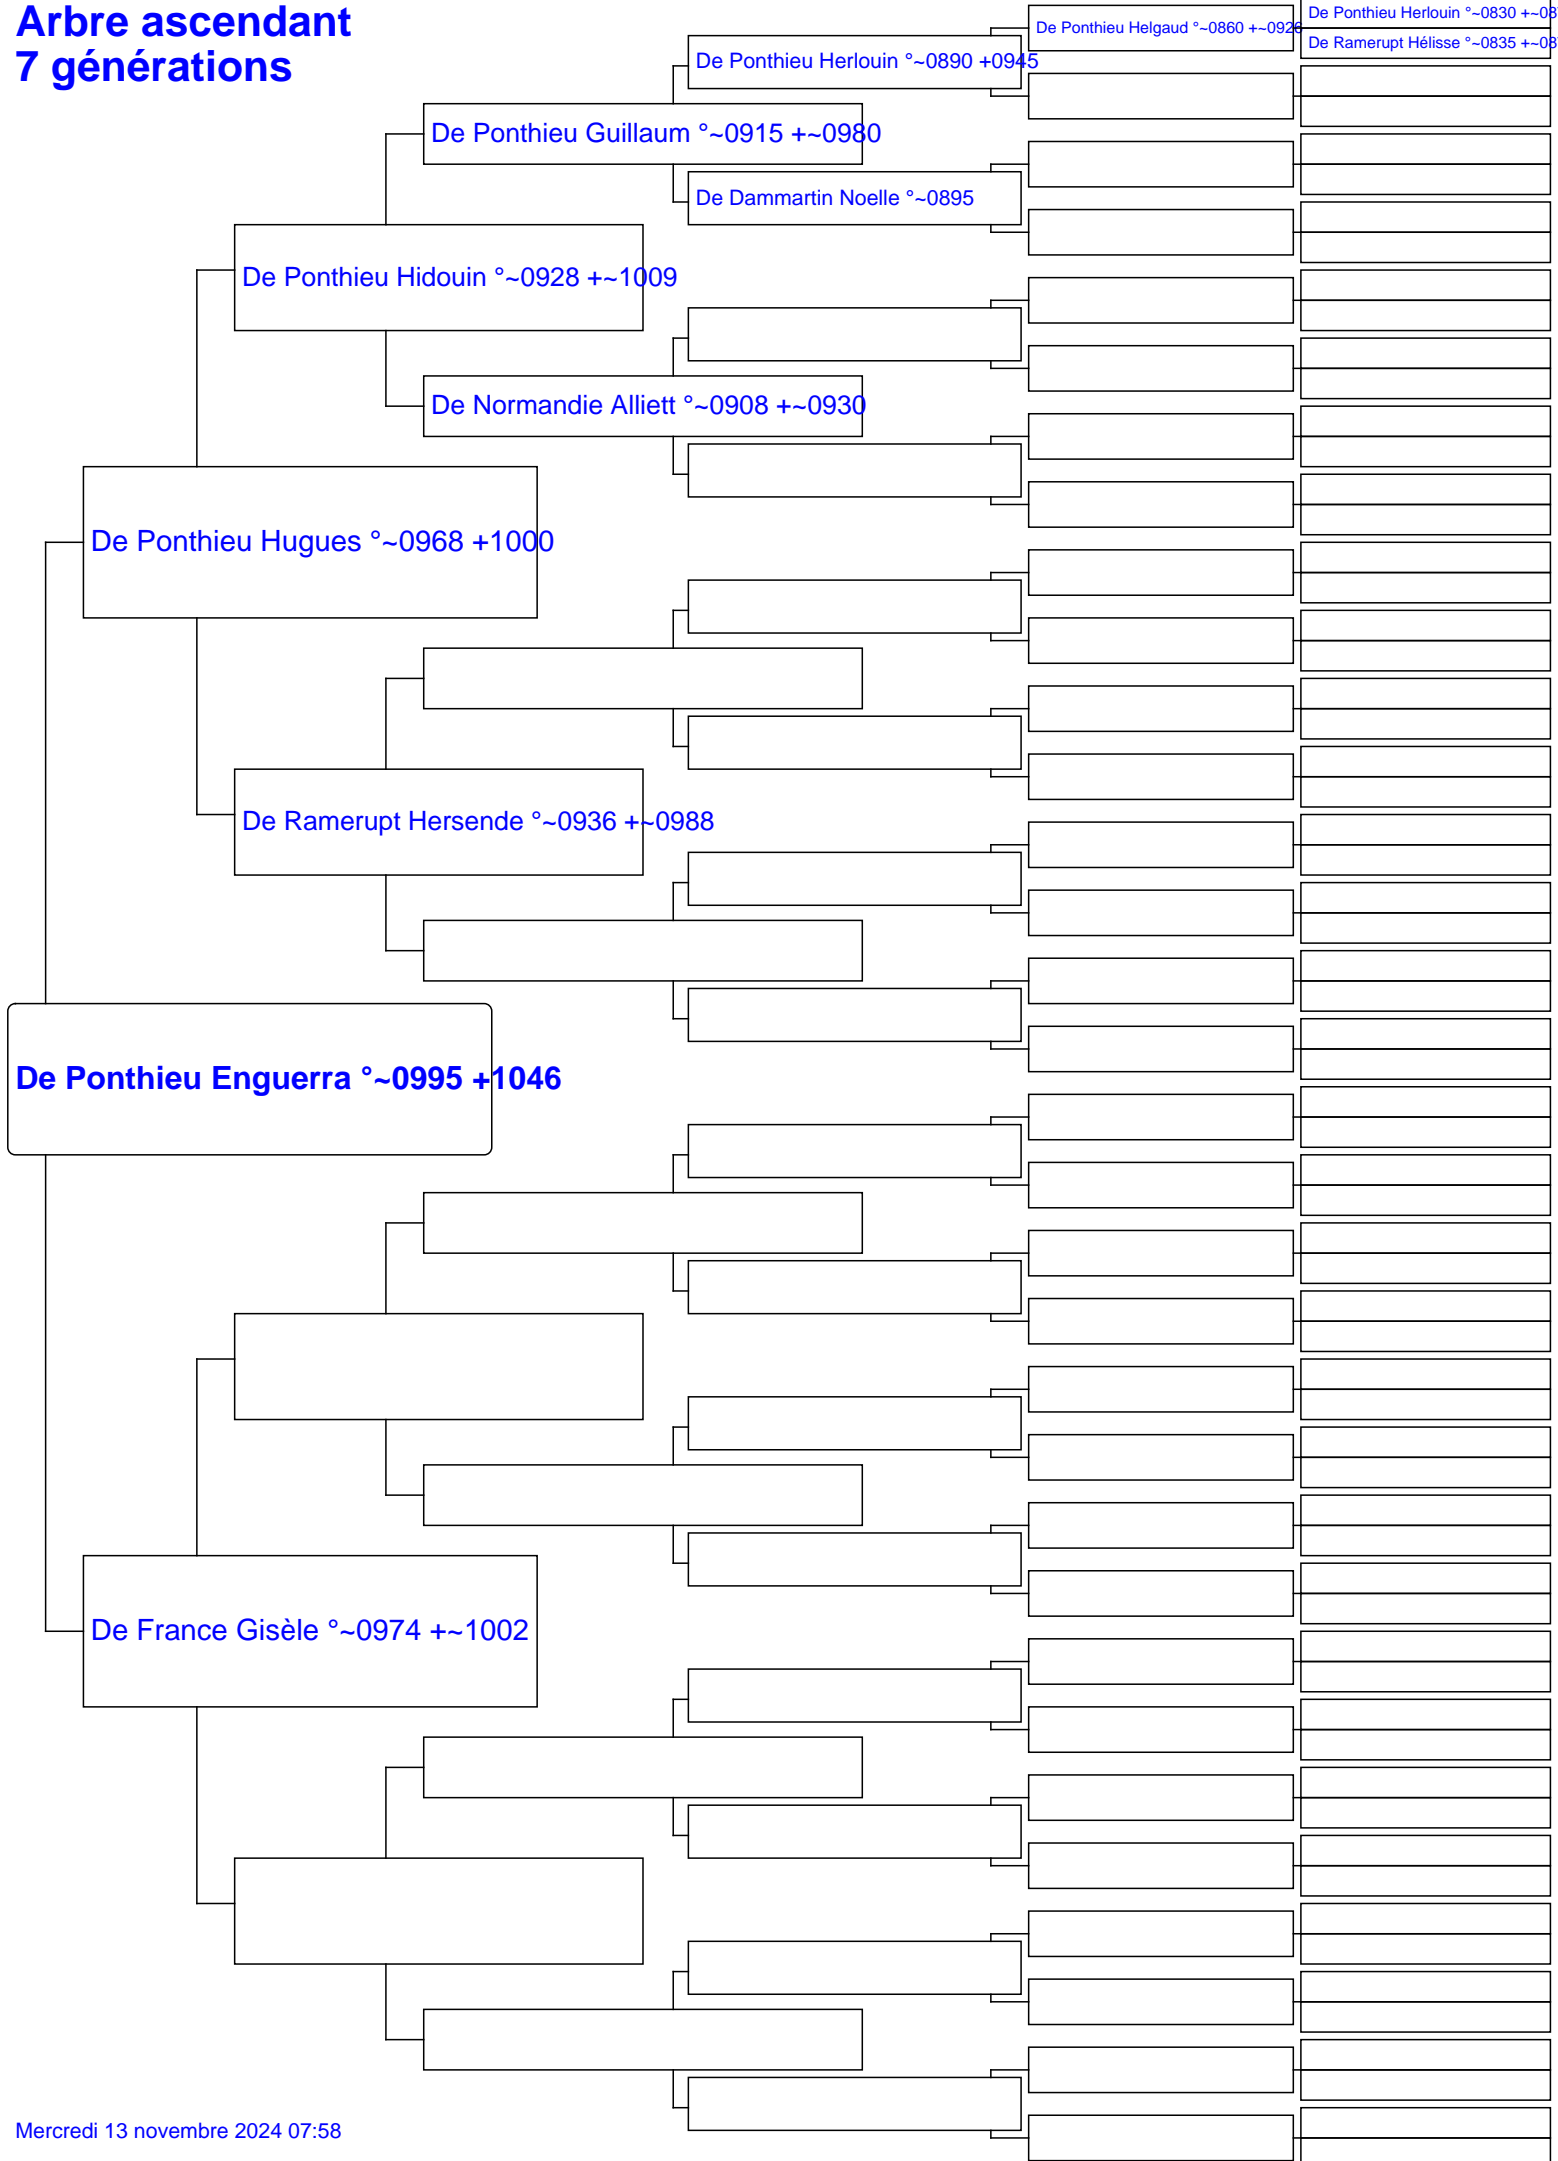 Arbre ascendant
7 générations
De Ponthieu Herlouin °~0830 +~08
De Ponthieu Helgaud °~0860 +~0926
De Ramerupt Hélisse °~0835 +~08
De Ponthieu Herlouin °~0890 +0945
De Ponthieu Guillaum °~0915 +~0980
De Dammartin Noelle °~0895
De Ponthieu Hidouin °~0928 +~1009
De Normandie Alliett °~0908 +~0930
De Ponthieu Hugues °~0968 +1000
De Ramerupt Hersende °~0936 +~0988
De Ponthieu Enguerra °~0995 +1046
De France Gisèle °~0974 +~1002
Mercredi 13 novembre 2024 07:58